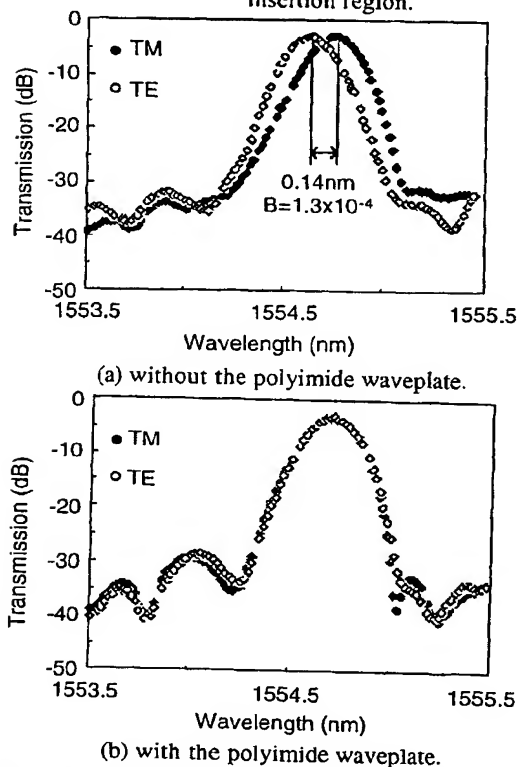 insertion region.
0
-10
-20
-30
-40
-50
Transmission (dB)
TM
TE
0.14nm
B=1.3x10⁻⁴
1553.5
1554.5
1555.5
Wavelength (nm)
(a) without the polyimide waveplate.
0
-10
-20
-30
-40
-50
Transmission (dB)
TM
TE
1553.5
1554.5
1555.5
Wavelength (nm)
(b) with the polyimide waveplate.